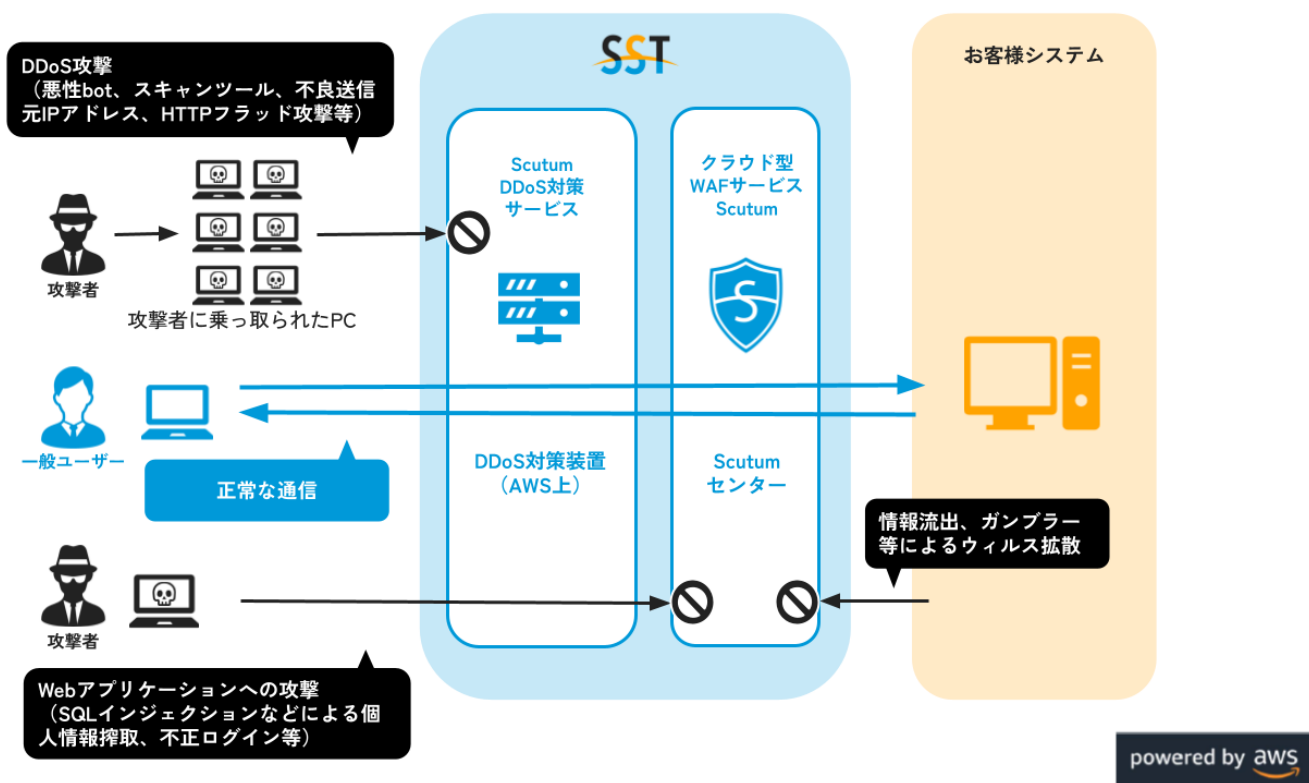 SST
お客様システム
DDoS攻撃
（悪性bot、スキャンツール、不良送信
元IPアドレス、HTTPフラッド攻撃等）
Scutum
DDoS対策
サービス
クラウド型
WAFサービス
Scutum
攻撃者
攻撃者に乗っ取られたPC
S
一般ユーザー
正常な通信
DDoS対策装置
（AWS上）
Scutum
センター
情報流出、ガンブラー
等によるウィルス拡散
攻撃者
Webアプリケーションへの攻撃
（SQLインジェクションなどによる個
人情報搾取、不正ログイン等）
powered by aws